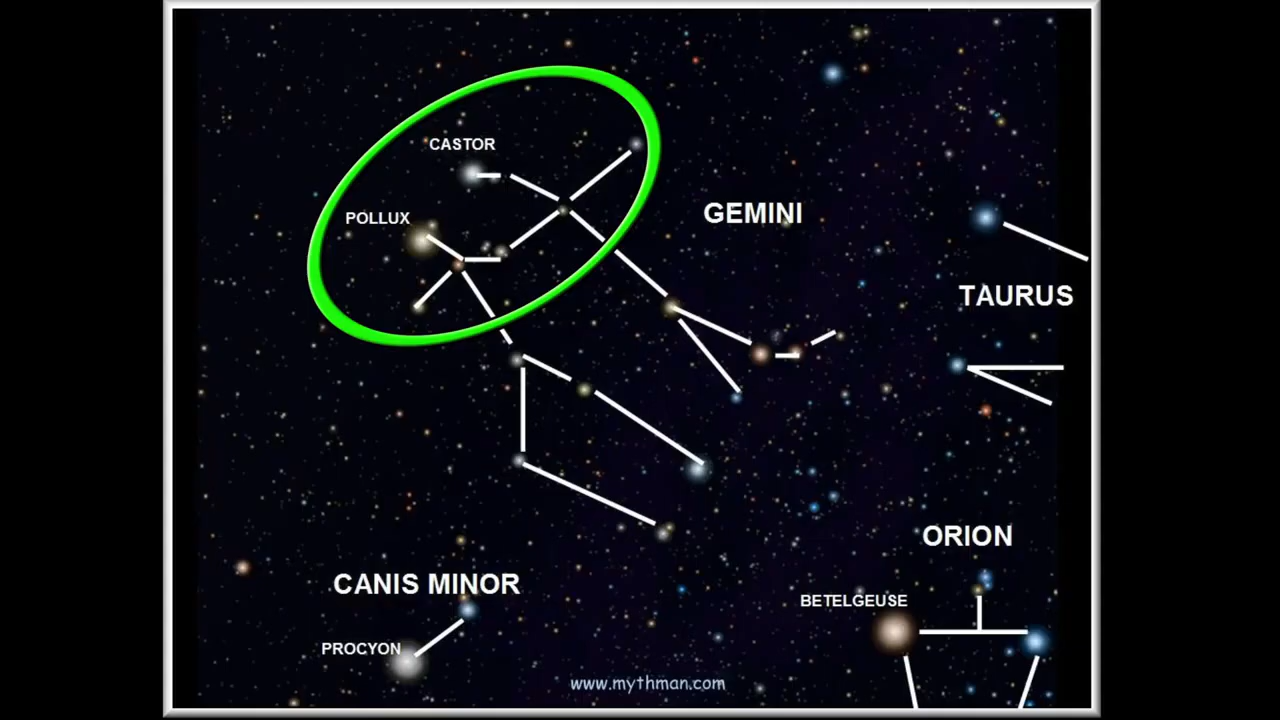 CASTOR
POLLUX
GEMINI
TAURUS
ORION
CANIS MINOR
BETELGEUSE
PROCYON
www.mythman.com